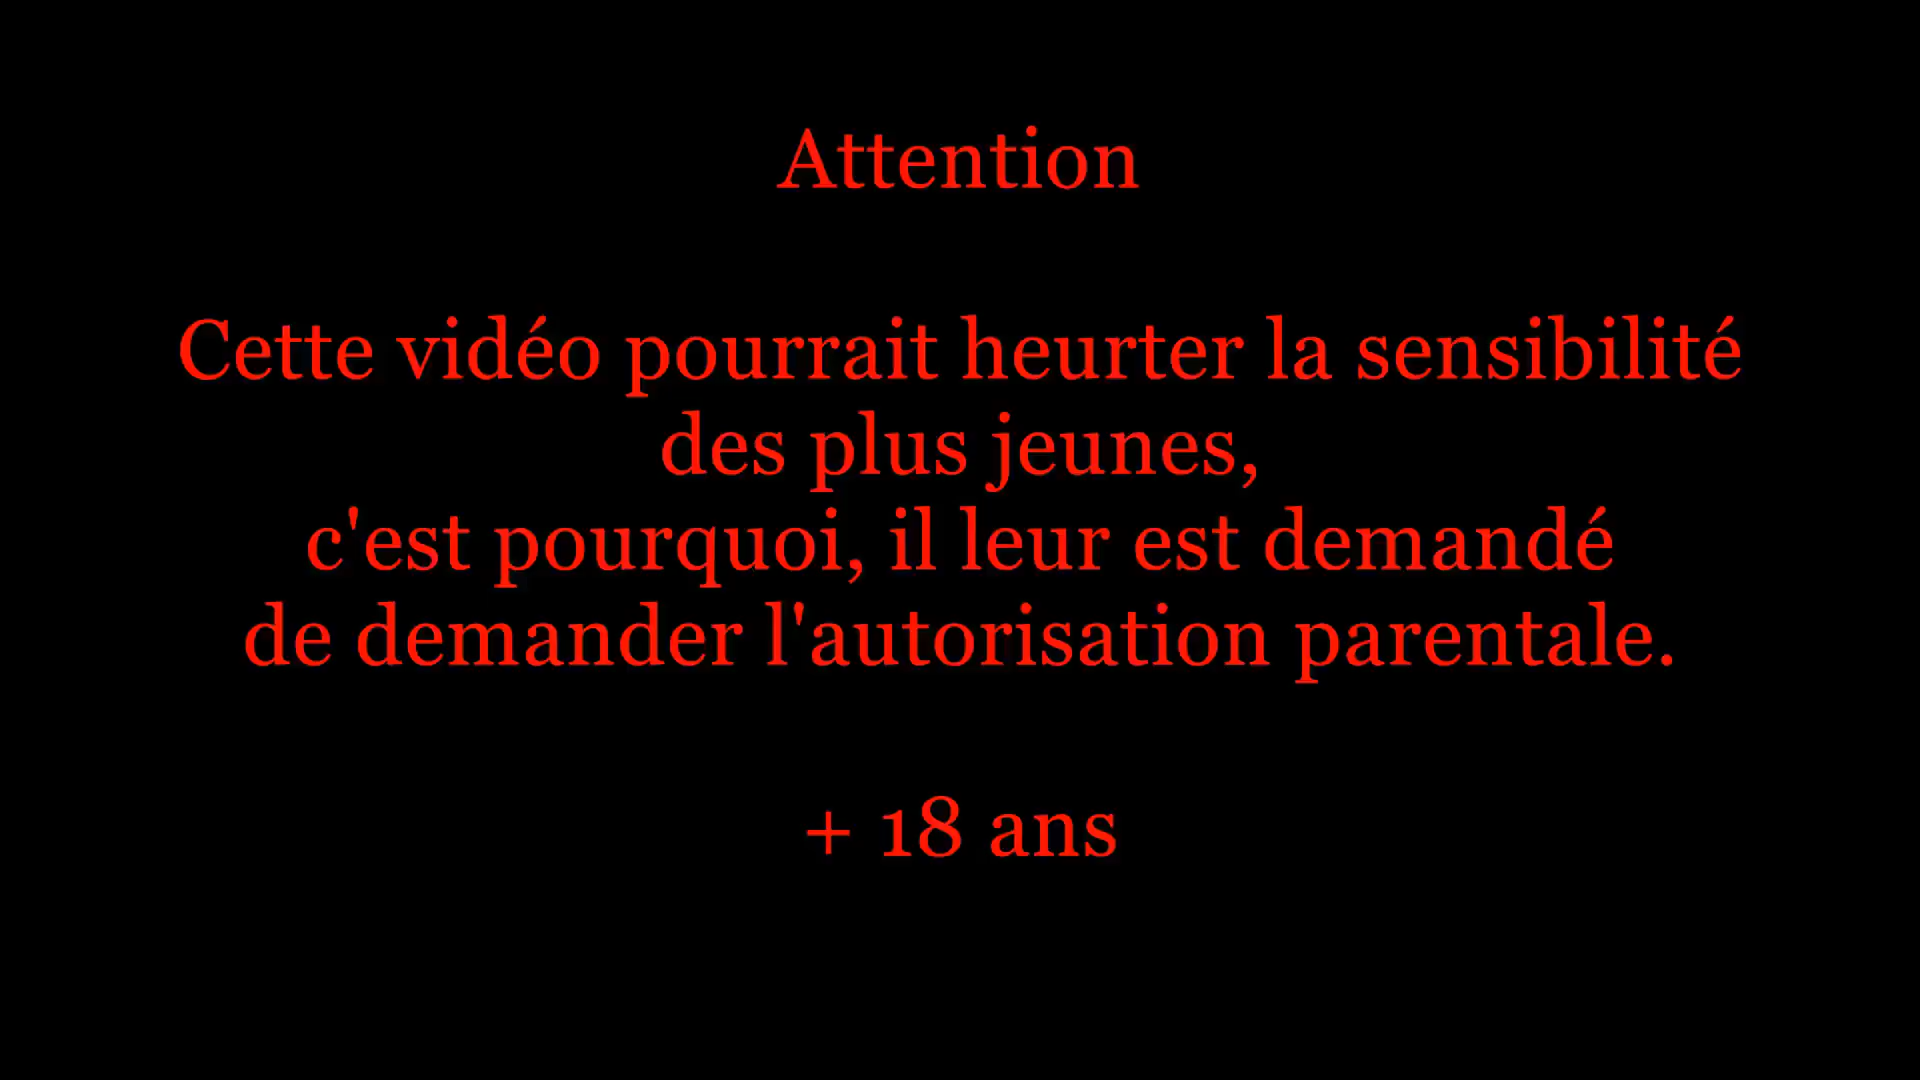 Attention
Cette vidéo pourrait heurter la sensibilité
des plus jeunes,
c'est pourquoi, il leur est demandé
de demander l'autorisation parentale.
+ 18 ans